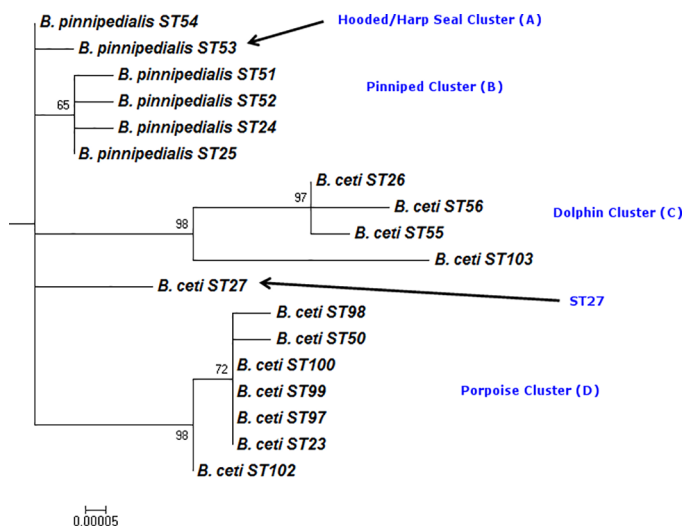 B. pinnipedialis ST54
Hooded/Harp Seal Cluster (A)
B. pinnipedialis ST53
B. pinnipedialis ST51
Pinniped Cluster (B)
65
B. pinnipedialis ST52
B. pinnipedialis ST24
B. pinnipedialis ST25
B. ceti ST26
97
B. ceti ST56
Dolphin Cluster (C)
98
B. ceti ST55
B. ceti ST103
B. ceti ST27
ST27
B. ceti ST98
B. ceti ST50
72
B. ceti ST100
B. ceti ST99
Porpoise Cluster (D)
B. ceti ST97
98
B. ceti ST23
B. ceti ST102
0.00005